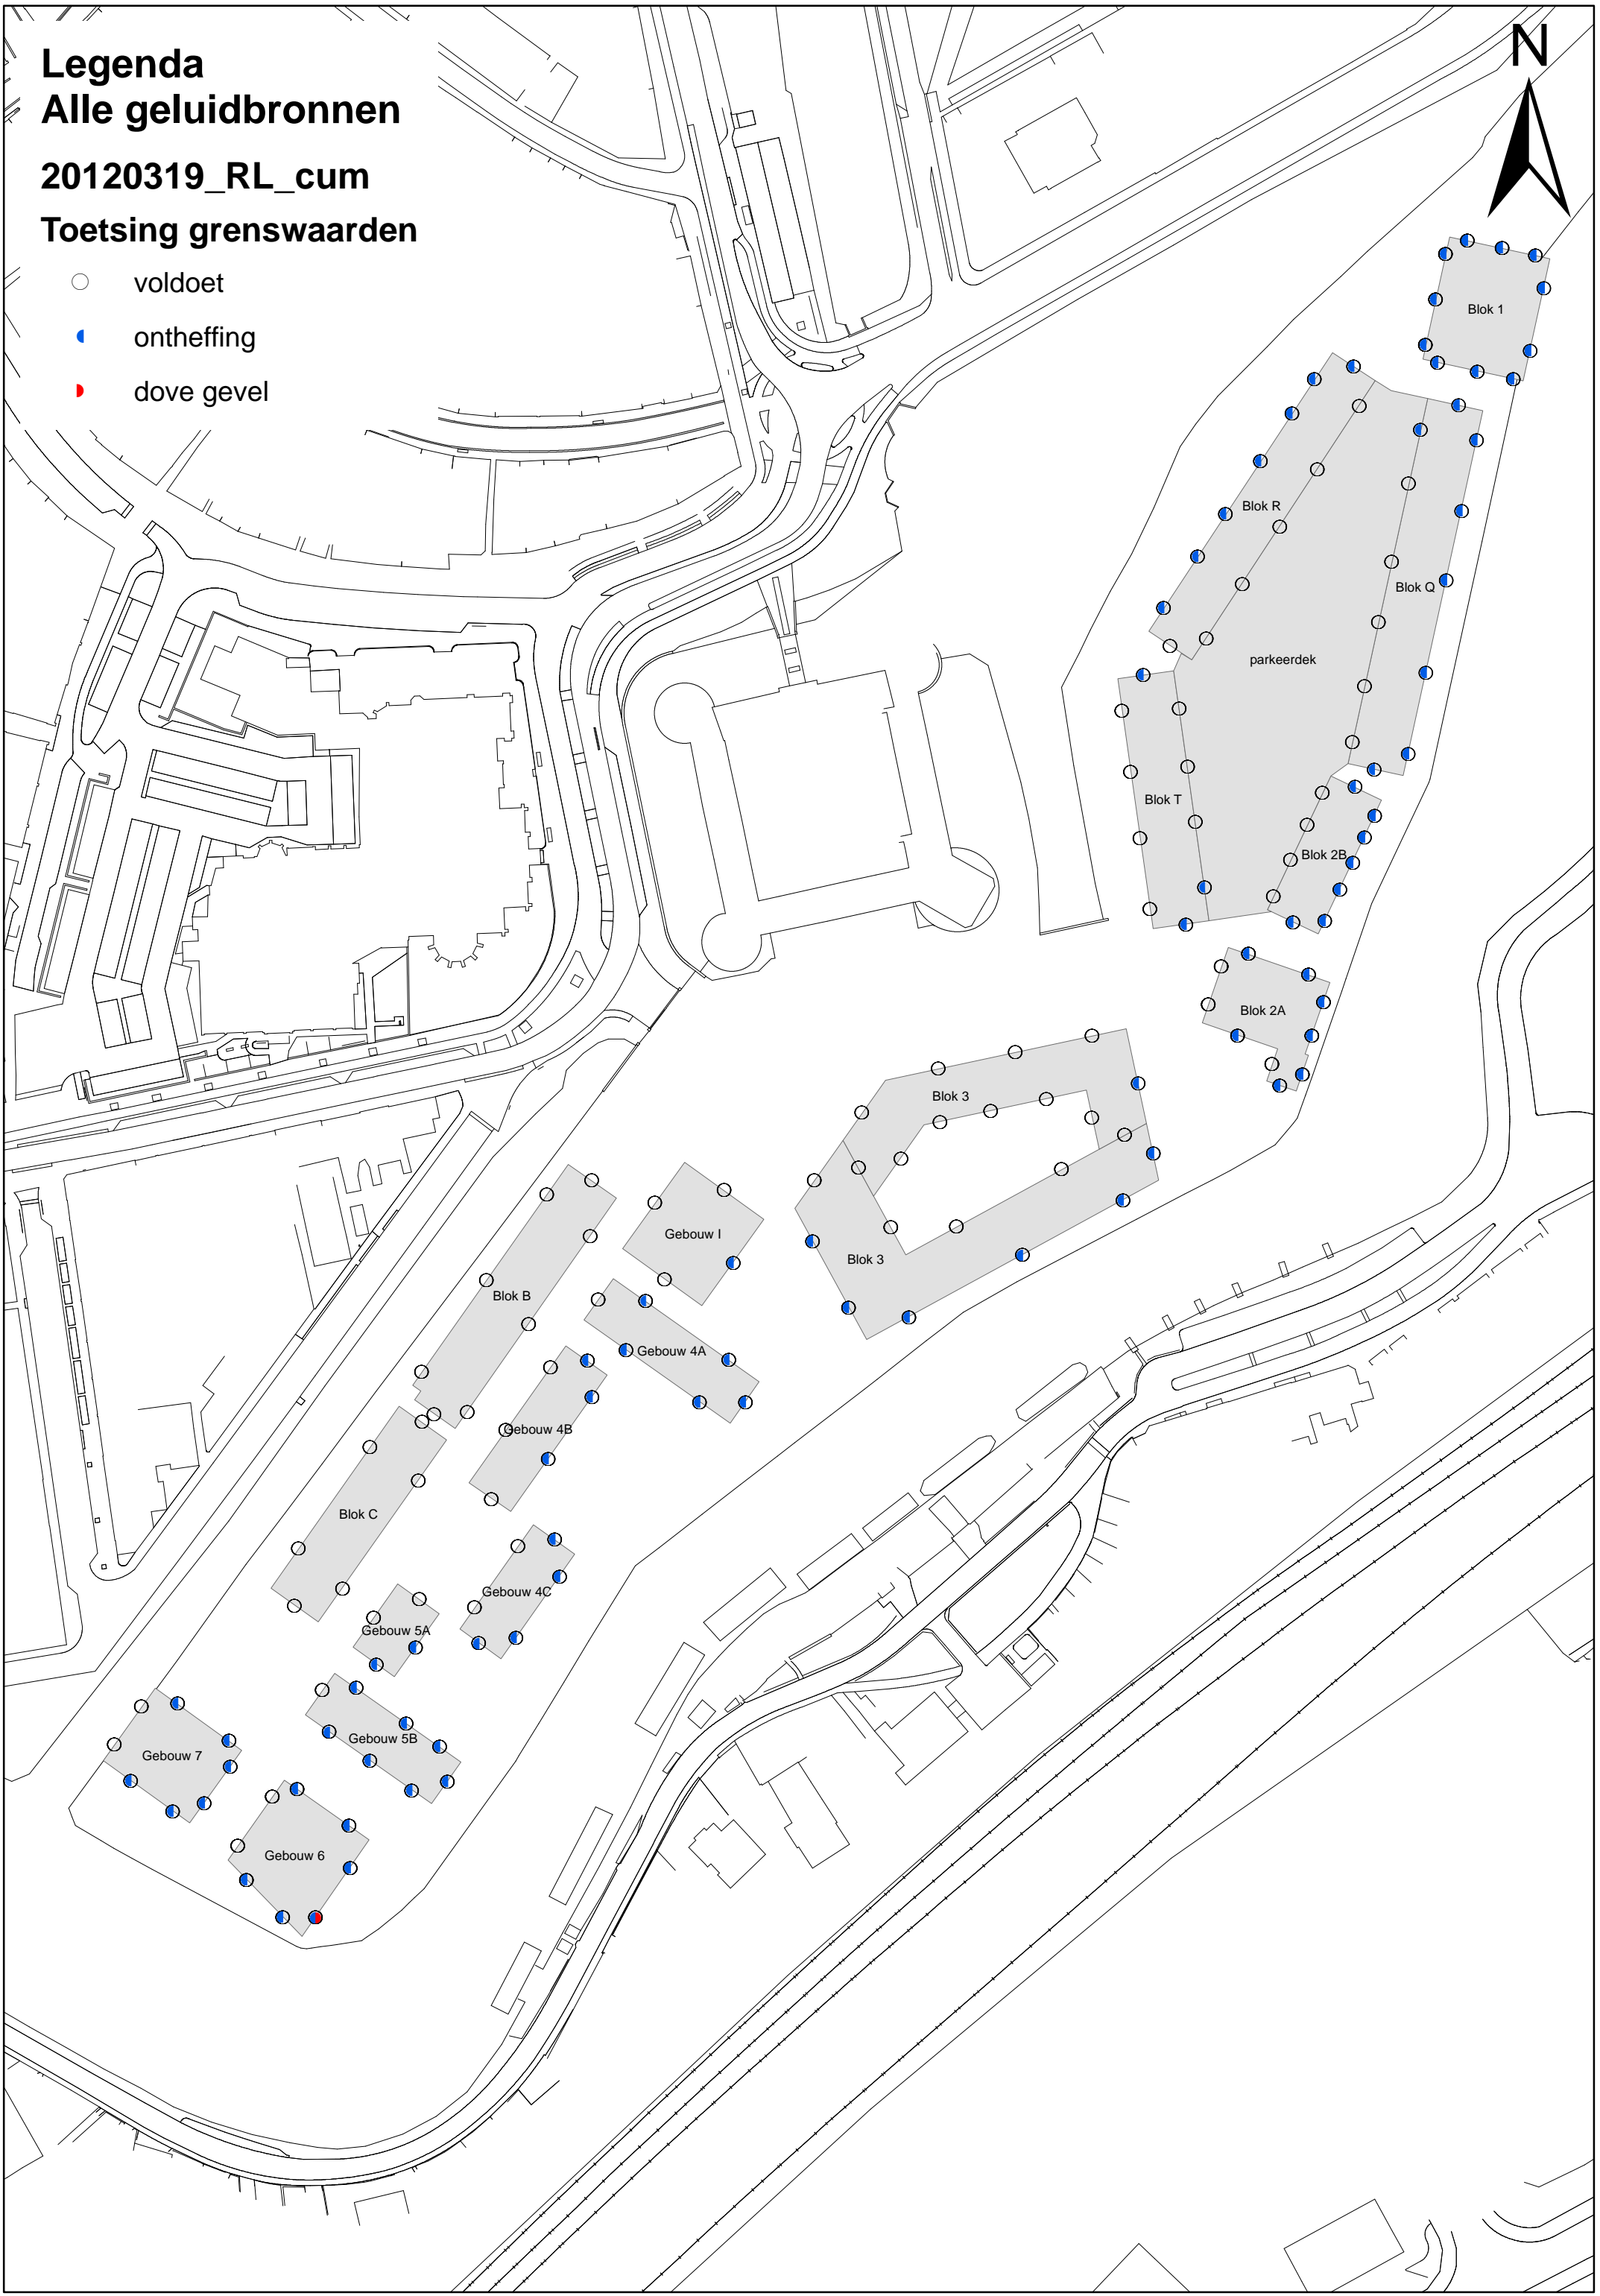 Legenda
Alle geluidbronnen
20120319_RL_cum
Toetsing grenswaarden
voldoet
ontheffing
dove gevel
N
Blok 1
Blok R
Blok Q
parkeerdek
Blok T
Blok 2B
Blok 2A
Blok 3
Gebouw I
Blok 3
Blok B
Gebouw 4A
Gebouw 4B
Blok C
Gebouw 4C
Gebouw 5A
Gebouw 5B
Gebouw 7
Gebouw 6